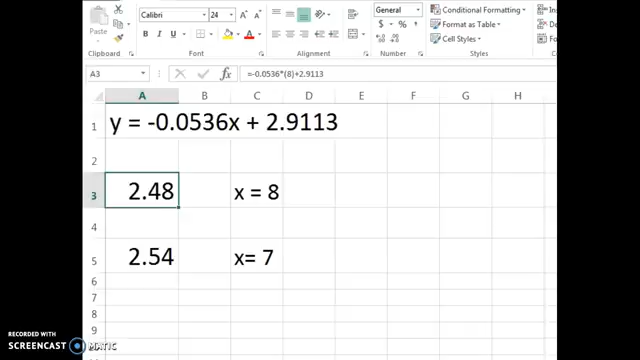 Calibri 24
General
Conditional Formatting
Paste
B I U
$ % ,
Format as Table
Cell Styles
Clipboard Font Alignment Number Styles
A3 fx =-0.0536*(8)+2.9113
A B C D E F G H
1 y = -0.0536x + 2.9113
2
3 2.48 x = 8
4
5 2.54 x= 7
6
7
8
9
RECORDED WITH
SCREENCAST MATIC